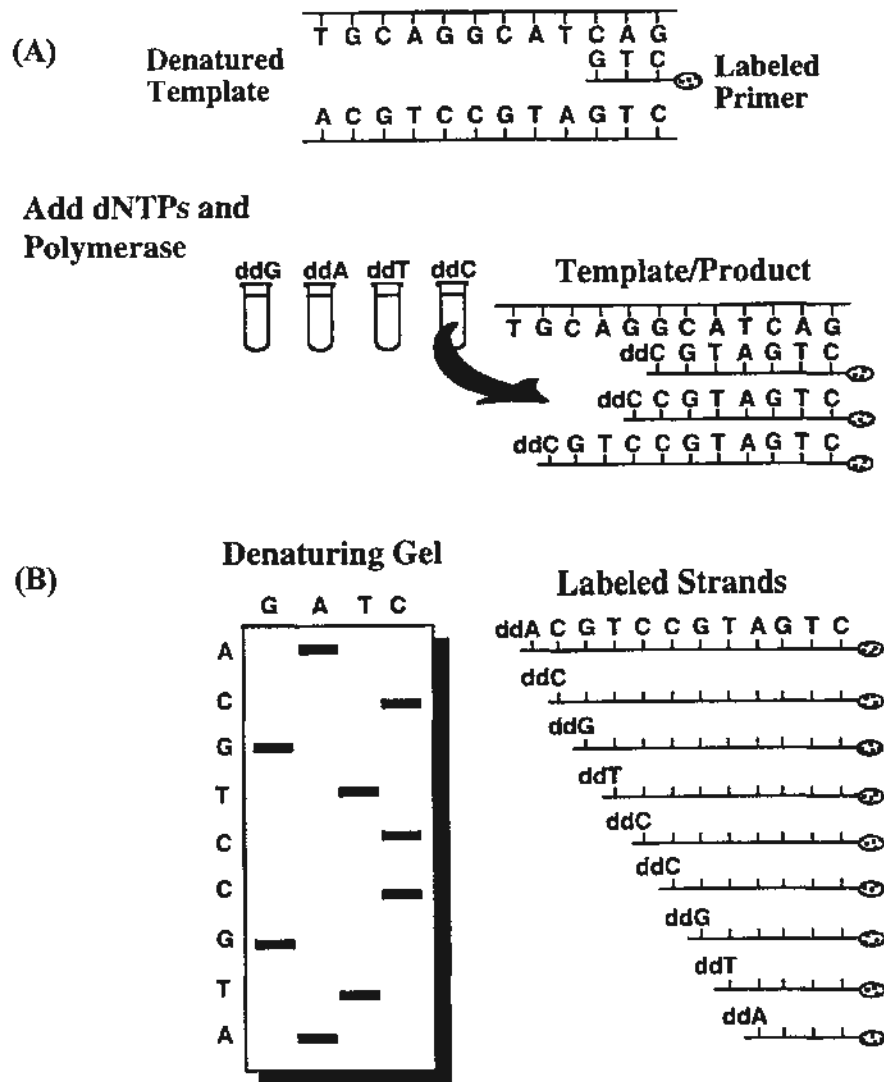 (A)
Denatured
Template
T G C A G G C A T C A G
G T C
Labeled
Primer
A C G T C C G T A G T C
Add dNTPs and
Polymerase
ddG ddA ddT ddC
Template/Product
T G C A G G C A T C A G
ddC G T A G T C
ddC C G T A G T C
ddC G T C C G T A G T C
(B)
Denaturing Gel
G A T C
A
C
G
T
C
C
G
T
A
Labeled Strands
ddA C G T C C G T A G T C
ddC
ddG
ddT
ddC
ddC
ddG
ddT
ddA